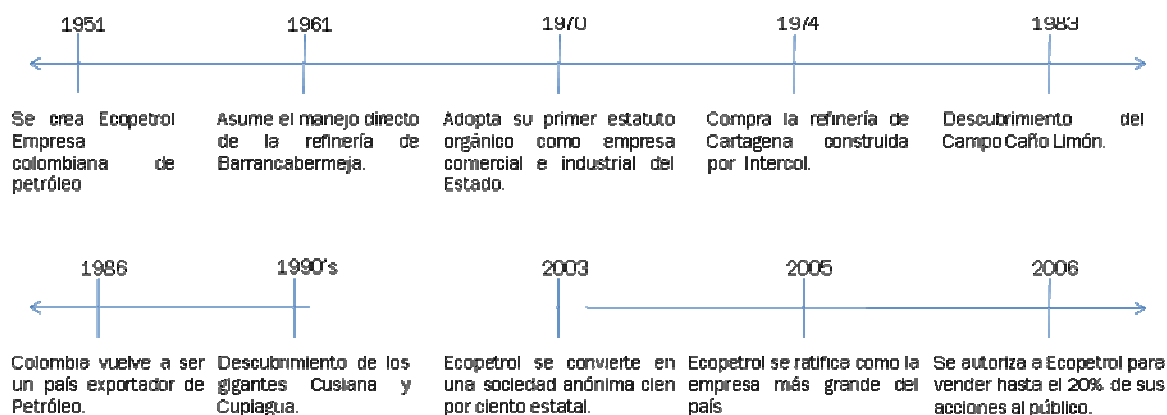 1951
1961
1970
1974
1983
Se crea Ecopetrol
Empresa
colombiana de
petróleo
Asume el manejo directo
de la refinería de
Barrancabermeja.
Adopta su primer estatuto
orgánico como empresa
comercial e industrial del
Estado.
Compra la refinería de
Cartagena construida
por Intercol.
Descubrimiento del
Campo Caño Limón.
1986
1990's
2003
2005
2006
Colombia vuelve a ser
un país exportador de
Petróleo.
Descubrimiento de los
gigantes Cusiana y
Cupiagua.
Ecopetrol se convierte en
una sociedad anónima cien
por ciento estatal.
Ecopetrol se ratifica como la
empresa más grande del
país
Se autoriza a Ecopetrol para
vender hasta el 20% de sus
acciones al público.